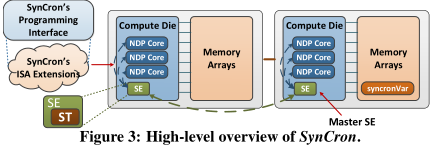 SynCron's
Programming
Interface
SynCron's
ISA Extensions
SE
ST
Compute Die
NDP Core
NDP Core
NDP Core
SE
Memory
Arrays
Compute Die
NDP Core
NDP Core
NDP Core
SE
Memory
Arrays
syncronVar
Master SE
Figure 3: High-level overview of SynCron.